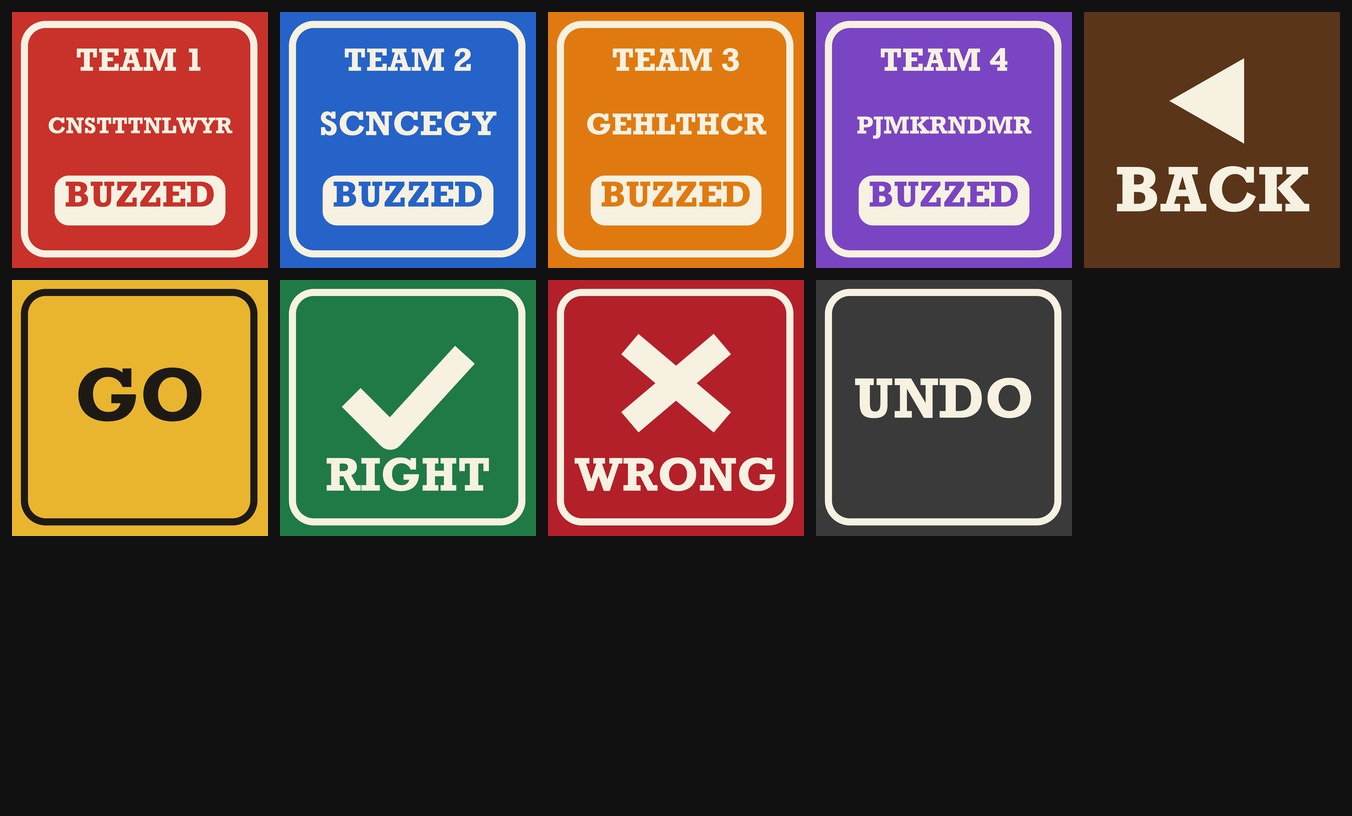 TEAM 1
CNSTTTNLWYR
BUZZED
TEAM 2
SCNCEGY
BUZZED
TEAM 3
GEHLTHCR
BUZZED
TEAM 4
PJMKRNDMR
BUZZED
BACK
GO
RIGHT
WRONG
UNDO